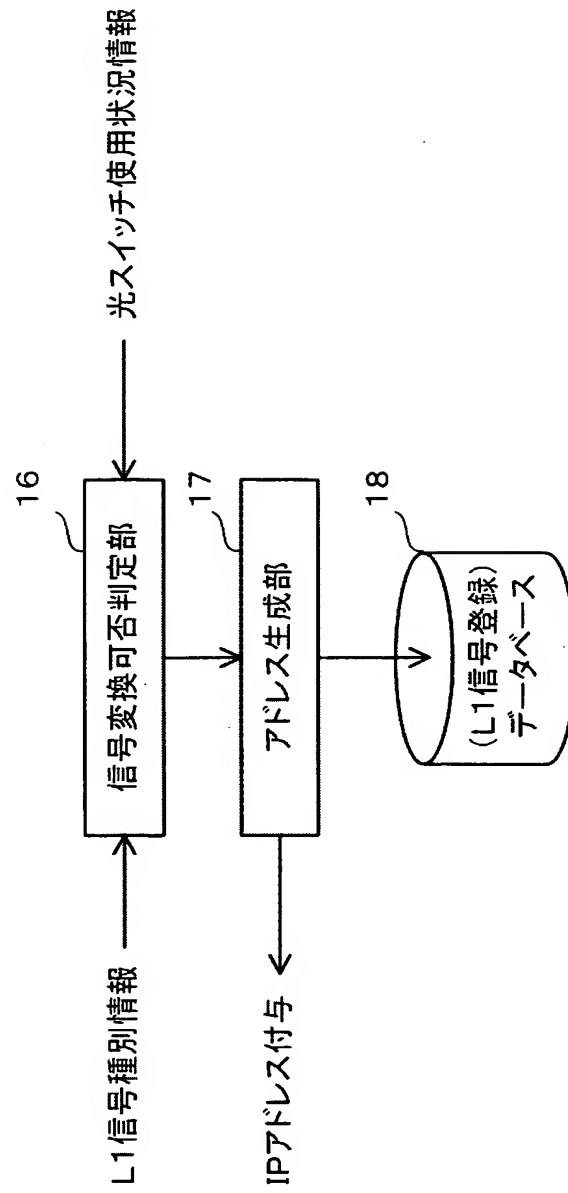 L1信号種別情報
信号変換可否判定部
16
光スイッチ使用状況情報
IPアドレス付与
アドレス生成部
17
(L1信号登録)
データベース
18